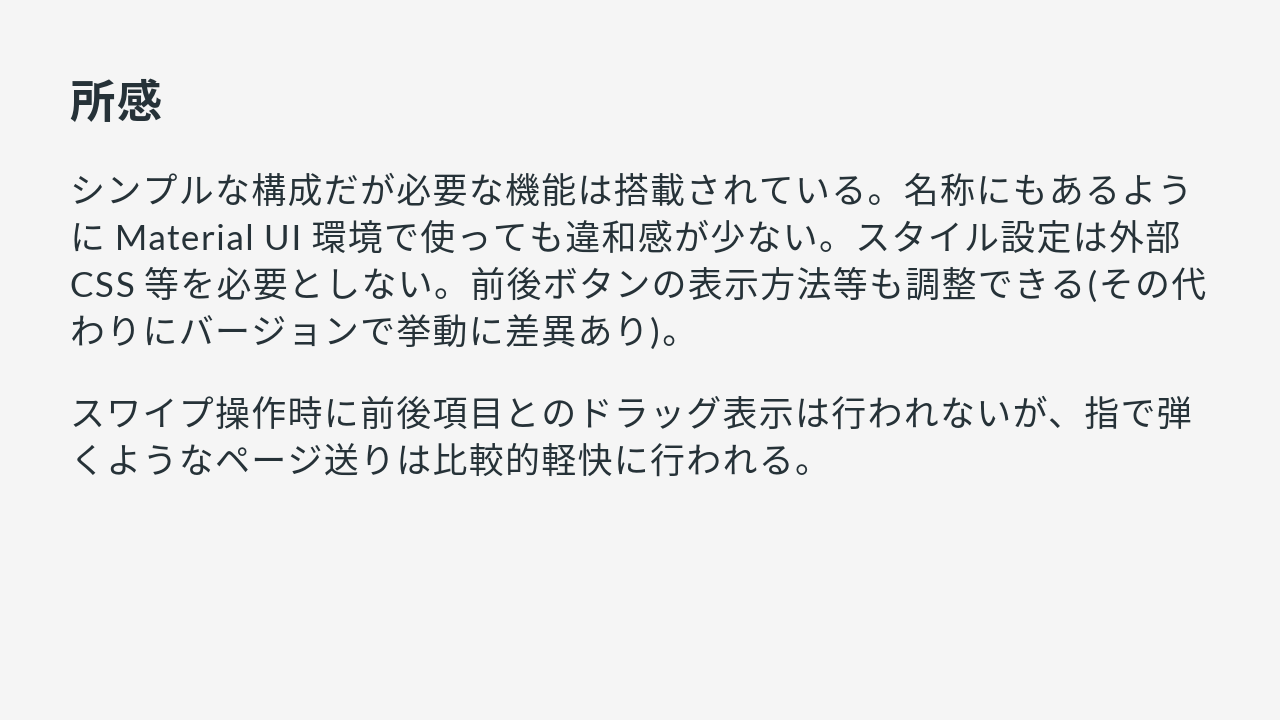 所感
シンプルな構成だが必要な機能は搭載されている。名称にもあるよう
に Material UI 環境で使っても違和感が少ない。スタイル設定は外部
CSS 等を必要としない。前後ボタンの表示方法等も調整できる(その代
わりにバージョンで挙動に差異あり)。
スワイプ操作時に前後項目とのドラッグ表示は行われないが、指で弾
くようなページ送りは比較的軽快に行われる。